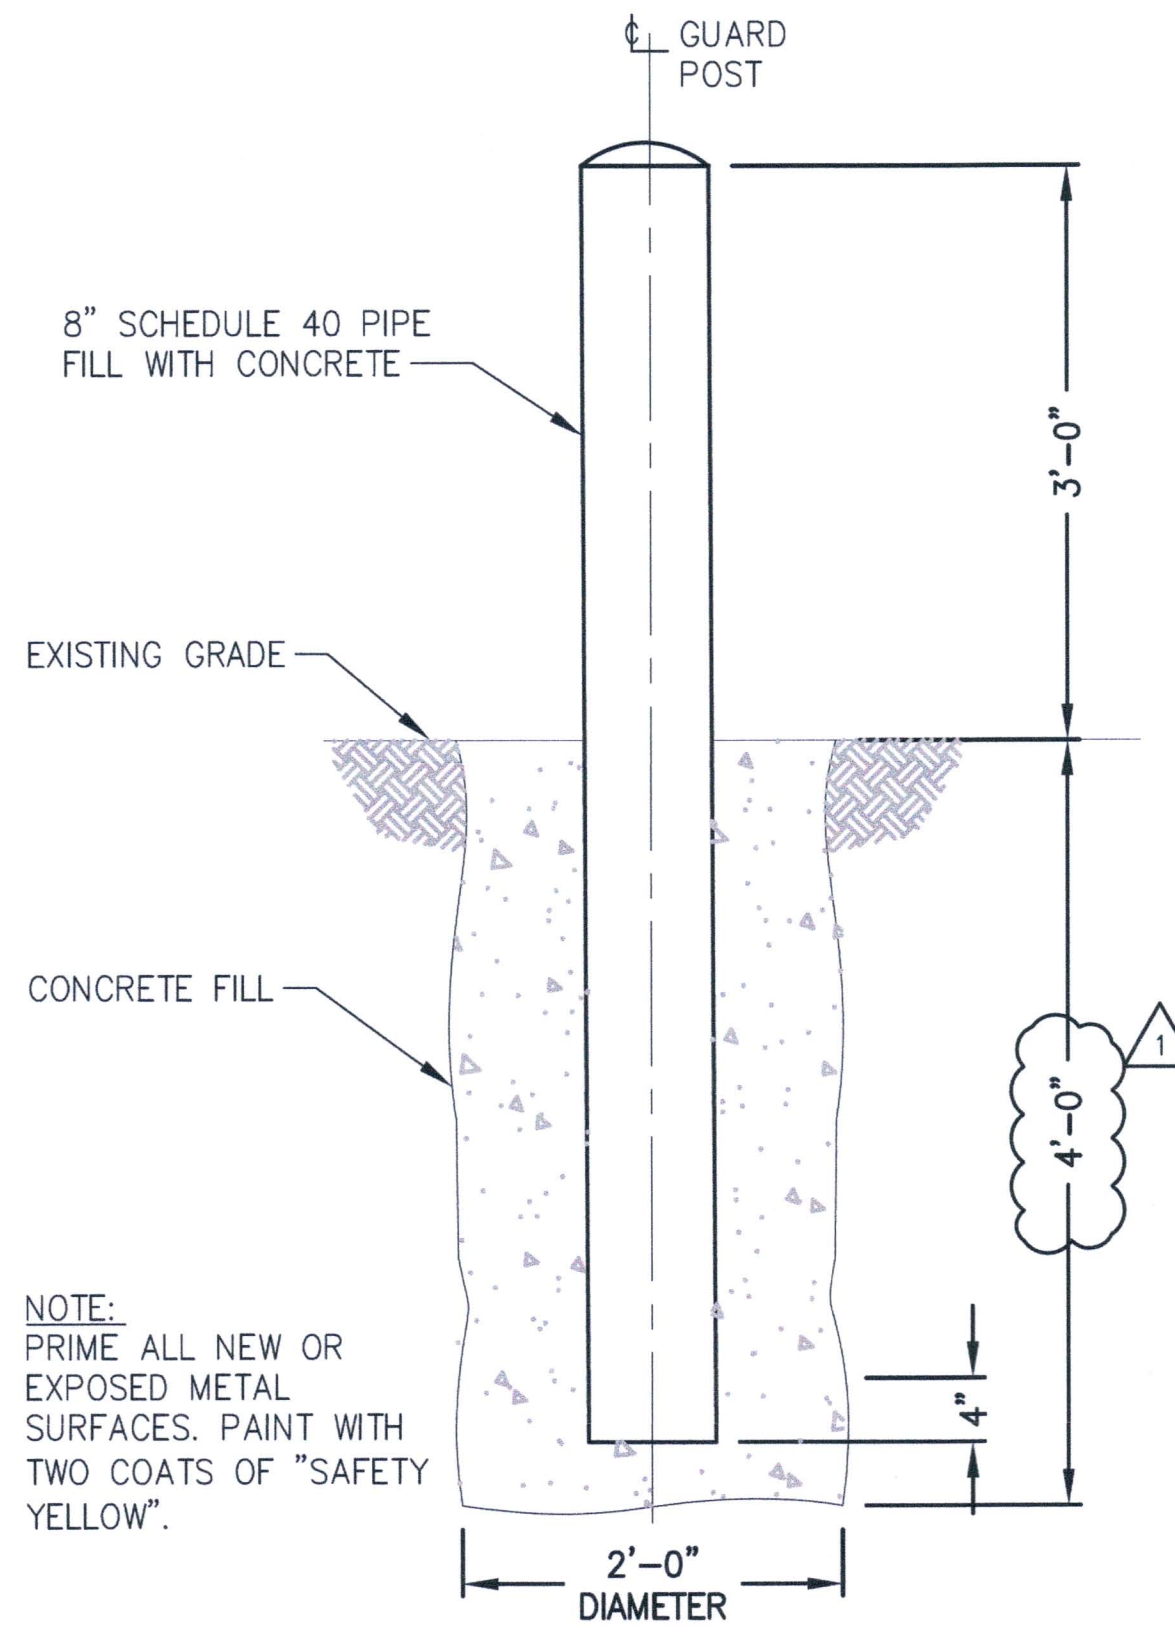 ℄ GUARD
POST
8” SCHEDULE 40 PIPE
FILL WITH CONCRETE
3’-0”
EXISTING GRADE
CONCRETE FILL
1
4’-0”
NOTE:
PRIME ALL NEW OR
EXPOSED METAL
SURFACES. PAINT WITH
TWO COATS OF ”SAFETY
YELLOW”.
4”
2’-0”
DIAMETER